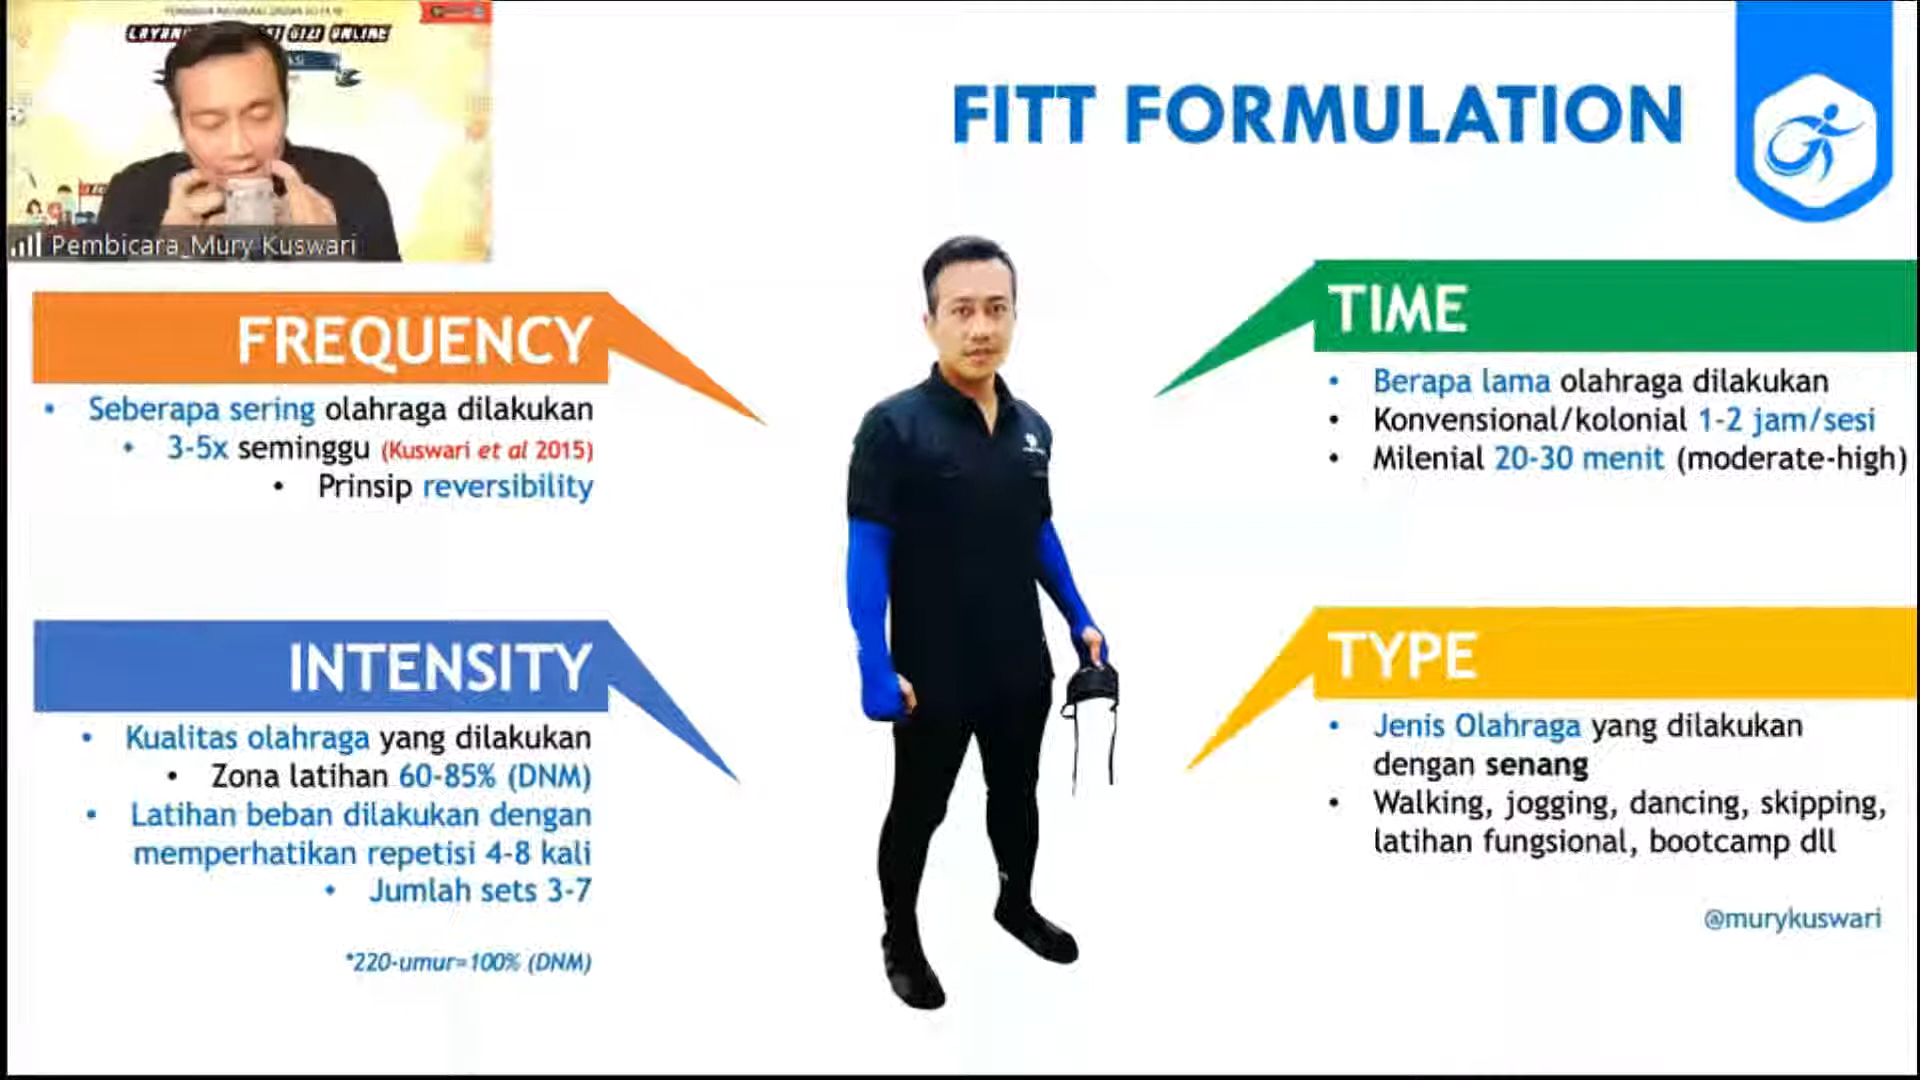 GIZI ONLINE
Pembicara_Mury Kuswari
FITT FORMULATION
FREQUENCY
• Seberapa sering olahraga dilakukan
• 3-5x seminggu (Kuswari et al 2015)
• Prinsip reversibility
INTENSITY
• Kualitas olahraga yang dilakukan
• Zona latihan 60-85% (DNM)
• Latihan beban dilakukan dengan
memperhatikan repetisi 4-8 kali
• Jumlah sets 3-7
*220-umur=100% (DNM)
TIME
• Berapa lama olahraga dilakukan
• Konvensional/kolonial 1-2 jam/sesi
• Milenial 20-30 menit (moderate-high)
TYPE
• Jenis Olahraga yang dilakukan
dengan senang
• Walking, jogging, dancing, skipping,
latihan fungsional, bootcamp dll
@murykuswari